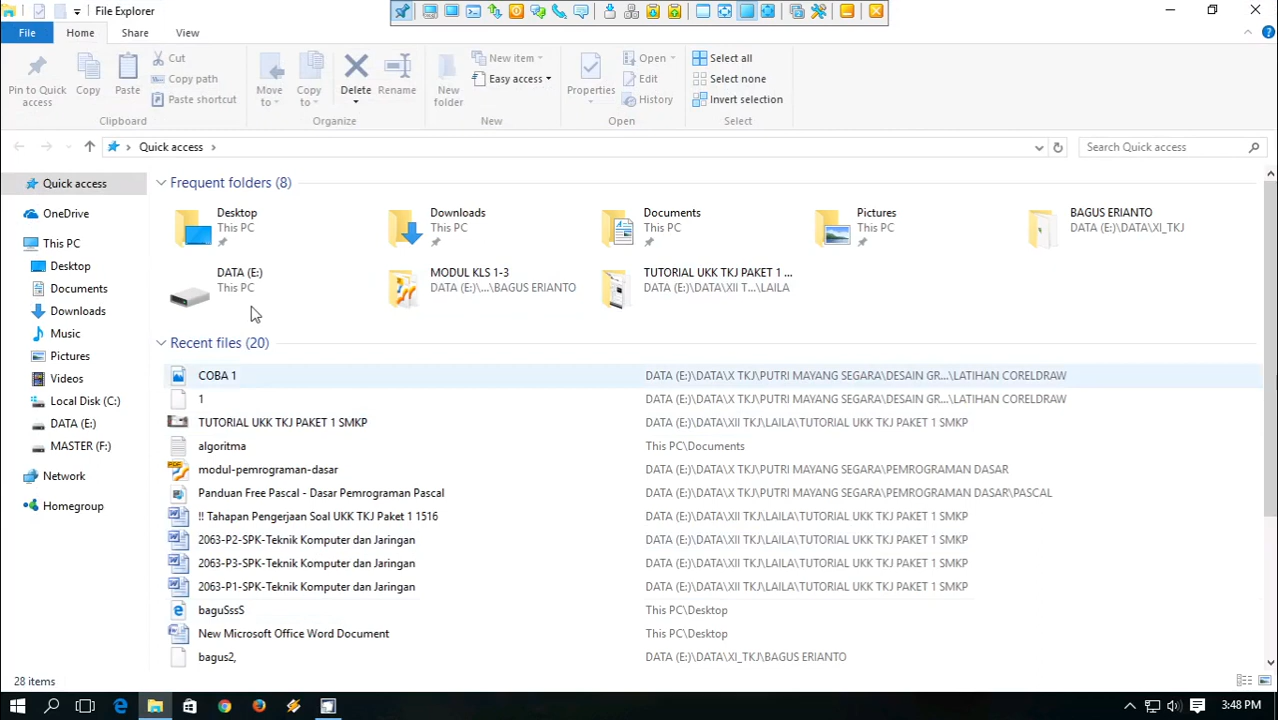 File Explorer
File
Home
Share
View
Pin to Quick access
Copy
Paste
Cut
Copy path
Paste shortcut
Clipboard
Move to
Copy to
Delete
Rename
Organize
New folder
New item
Easy access
New
Properties
Open
Edit
History
Open
Select all
Select none
Invert selection
Select
Quick access
Search Quick access
Quick access
OneDrive
This PC
Desktop
Documents
Downloads
Music
Pictures
Videos
Local Disk (C:)
DATA (E:)
MASTER (F:)
Network
Homegroup
Frequent folders (8)
Desktop
This PC
Downloads
This PC
Documents
This PC
Pictures
This PC
BAGUS ERIANTO
DATA (E:)\DATA\XI_TKJ
DATA (E:)
This PC
MODUL KLS 1-3
DATA (E:)\...\BAGUS ERIANTO
TUTORIAL UKK TKJ PAKET 1 ...
DATA (E:)\DATA\XII T...\LAILA
Recent files (20)
COBA 1 DATA (E:)\DATA\X TKJ\PUTRI MAYANG SEGARA\DESAIN GR...\LATIHAN CORELDRAW
1 DATA (E:)\DATA\X TKJ\PUTRI MAYANG SEGARA\DESAIN GR...\LATIHAN CORELDRAW
TUTORIAL UKK TKJ PAKET 1 SMKP DATA (E:)\DATA\XII TKJ\LAILA\TUTORIAL UKK TKJ PAKET 1 SMKP
algoritma This PC\Documents
modul-pemrograman-dasar DATA (E:)\DATA\X TKJ\PUTRI MAYANG SEGARA\PEMROGRAMAN DASAR
Panduan Free Pascal - Dasar Pemrograman Pascal DATA (E:)\DATA\X TKJ\PUTRI MAYANG SEGARA\PEMROGRAMAN DASAR\PASCAL
!! Tahapan Pengerjaan Soal UKK TKJ Paket 1 1516 DATA (E:)\DATA\XII TKJ\LAILA\TUTORIAL UKK TKJ PAKET 1 SMKP
2063-P2-SPK-Teknik Komputer dan Jaringan DATA (E:)\DATA\XII TKJ\LAILA\TUTORIAL UKK TKJ PAKET 1 SMKP
2063-P3-SPK-Teknik Komputer dan Jaringan DATA (E:)\DATA\XII TKJ\LAILA\TUTORIAL UKK TKJ PAKET 1 SMKP
2063-P1-SPK-Teknik Komputer dan Jaringan DATA (E:)\DATA\XII TKJ\LAILA\TUTORIAL UKK TKJ PAKET 1 SMKP
baguSssS This PC\Desktop
New Microsoft Office Word Document This PC\Desktop
bagus2, DATA (E:)\DATA\XI_TKJ\BAGUS ERIANTO
28 items
3:48 PM